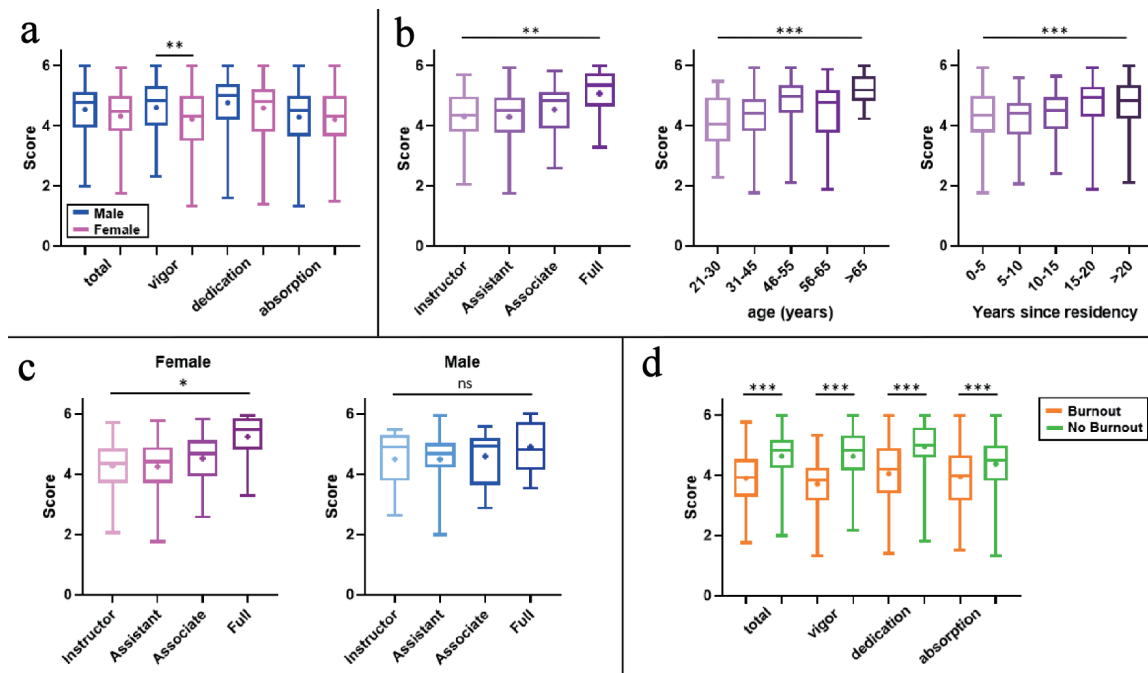 a
**
6
4
2
0
Score
Male
Female
total
vigor
dedication
absorption
b
**
6
4
2
0
Score
Instructor
Assistant
Associate
Full
***
6
4
2
0
Score
21-30
31-45
46-55
56-65
>65
age (years)
***
6
4
2
0
Score
0-5
5-10
10-15
15-20
>20
Years since residency
c
Female
*
6
4
2
0
Score
Instructor
Assistant
Associate
Full
Male
ns
6
4
2
0
Score
Instructor
Assistant
Associate
Full
d
*** *** *** ***
6
4
2
0
Score
Burnout
No Burnout
total
vigor
dedication
absorption